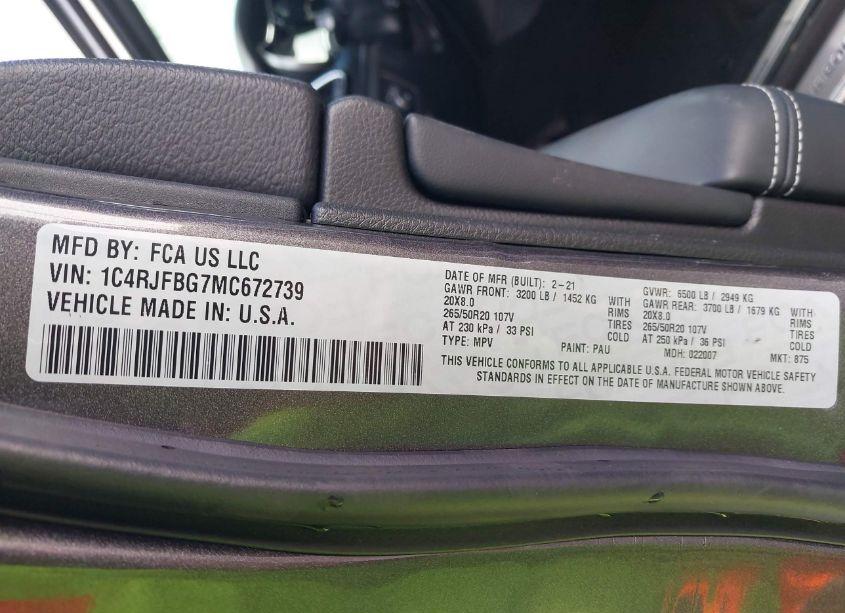 MFD BY: FCA US LLC
VIN: 1C4RJFBG7MC672739
VEHICLE MADE IN: U.S.A.
DATE OF MFR (BUILT): 2-21
GAWR FRONT: 3200 LB / 1452 KG WITH
20X8.0 RIMS
265/50R20 107V TIRES
AT 230 kPa / 33 PSI COLD
TYPE: MPV
PAINT: PAU
GVWR: 6500 LB / 2949 KG
GAWR REAR: 3700 LB / 1679 KG WITH
20X8.0 RIMS
265/50R20 107V TIRES
AT 250 kPa / 36 PSI COLD
MDH: 022007
MKT: 875
THIS VEHICLE CONFORMS TO ALL APPLICABLE U.S.A. FEDERAL MOTOR VEHICLE SAFETY
STANDARDS IN EFFECT ON THE DATE OF MANUFACTURE SHOWN ABOVE.